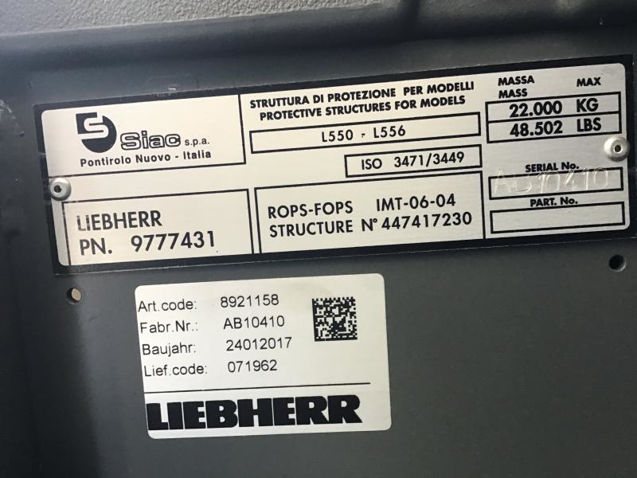 Siac s.p.a.
Pontirolo Nuovo - Italia
STRUTTURA DI PROTEZIONE PER MODELLI
PROTECTIVE STRUCTURES FOR MODELS
L550 - L556
ISO 3471/3449
MASSA MAX
MASS
22.000 KG
48.502 LBS
LIEBHERR
PN. 9777431
ROPS-FOPS IMT-06-04
STRUCTURE N° 447417230
SERIAL No.
AB10410
PART. No.
Art.code: 8921158
Fabr.Nr.: AB10410
Baujahr: 24012017
Lief.code: 071962
LIEBHERR